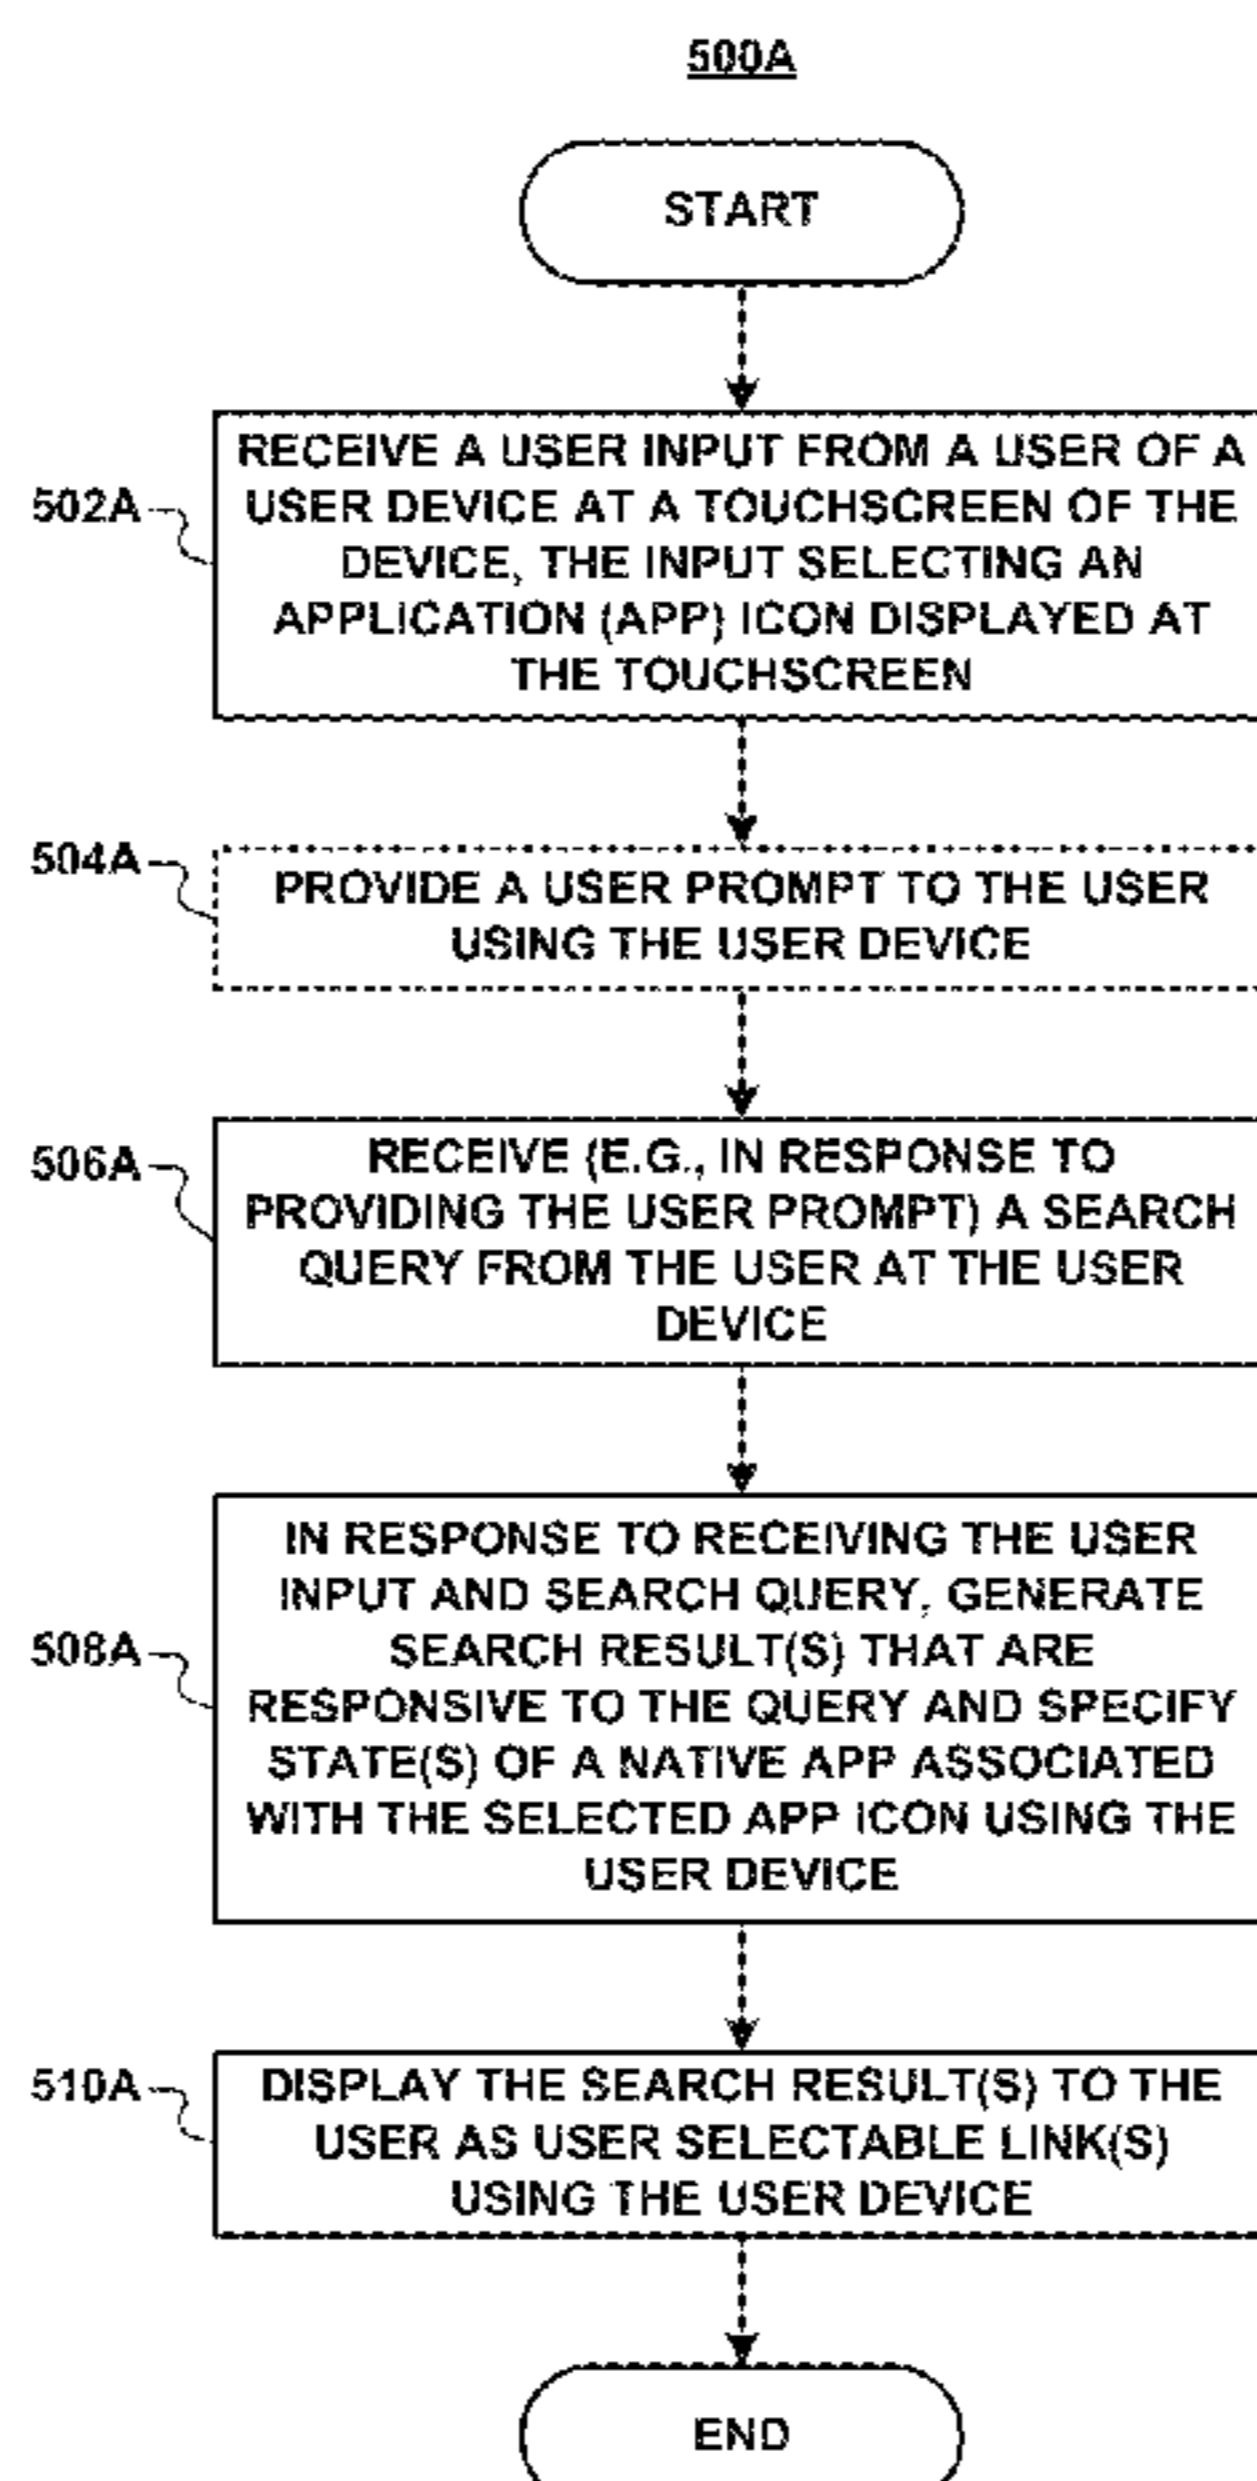 500A
START
502A
RECEIVE A USER INPUT FROM A USER OF A
USER DEVICE AT A TOUCHSCREEN OF THE
DEVICE, THE INPUT SELECTING AN
APPLICATION (APP) ICON DISPLAYED AT
THE TOUCHSCREEN
504A
PROVIDE A USER PROMPT TO THE USER
USING THE USER DEVICE
506A
RECEIVE (E.G., IN RESPONSE TO
PROVIDING THE USER PROMPT) A SEARCH
QUERY FROM THE USER AT THE USER
DEVICE
508A
IN RESPONSE TO RECEIVING THE USER
INPUT AND SEARCH QUERY, GENERATE
SEARCH RESULT(S) THAT ARE
RESPONSIVE TO THE QUERY AND SPECIFY
STATE(S) OF A NATIVE APP ASSOCIATED
WITH THE SELECTED APP ICON USING THE
USER DEVICE
510A
DISPLAY THE SEARCH RESULT(S) TO THE
USER AS USER SELECTABLE LINK(S)
USING THE USER DEVICE
END